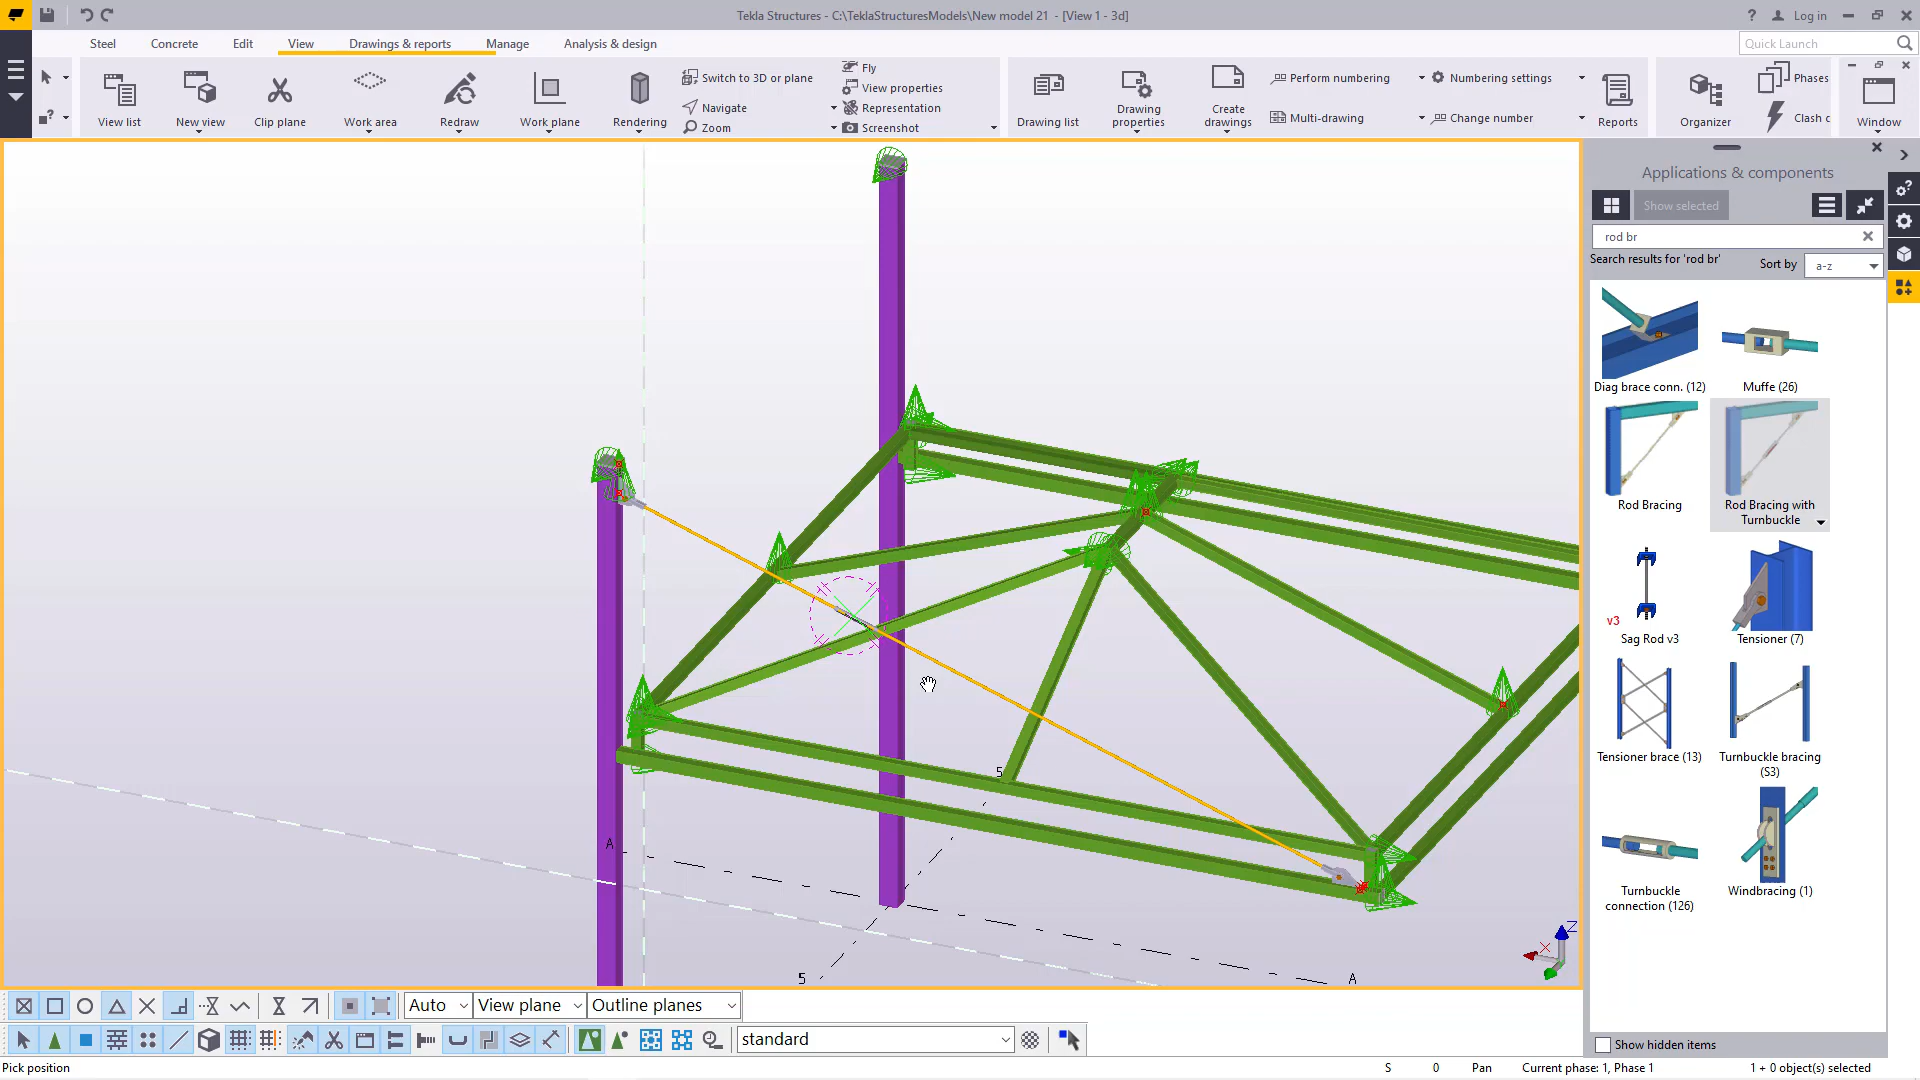 Tekla Structures - C:\TeklaStructuresModels\New model 21 - [View 1 - 3d]
? Log in
Steel Concrete Edit View Drawings & reports Manage Analysis & design
Quick Launch
View list
New view
Clip plane
Work area
Redraw
Work plane
Rendering
Switch to 3D or plane
Navigate
Zoom
Fly
View properties
Representation
Screenshot
Drawing list
Drawing
properties
Create
drawings
Perform numbering
Multi-drawing
Numbering settings
Change number
Reports
Organizer
Phases
Clash c
Window
Applications & components
Show selected
rod br
Search results for 'rod br'
Sort by
a-z
Diag brace conn. (12)
Muffe (26)
Rod Bracing
Rod Bracing with
Turnbuckle
v3
Sag Rod v3
Tensioner (7)
Tensioner brace (13)
Turnbuckle bracing
(S3)
Turnbuckle
connection (126)
Windbracing (1)
Show hidden items
5
A
5
A
Z
X
Auto
View plane
Outline planes
standard
Pick position
S
0
Pan
Current phase: 1, Phase 1
1 + 0 object(s) selected